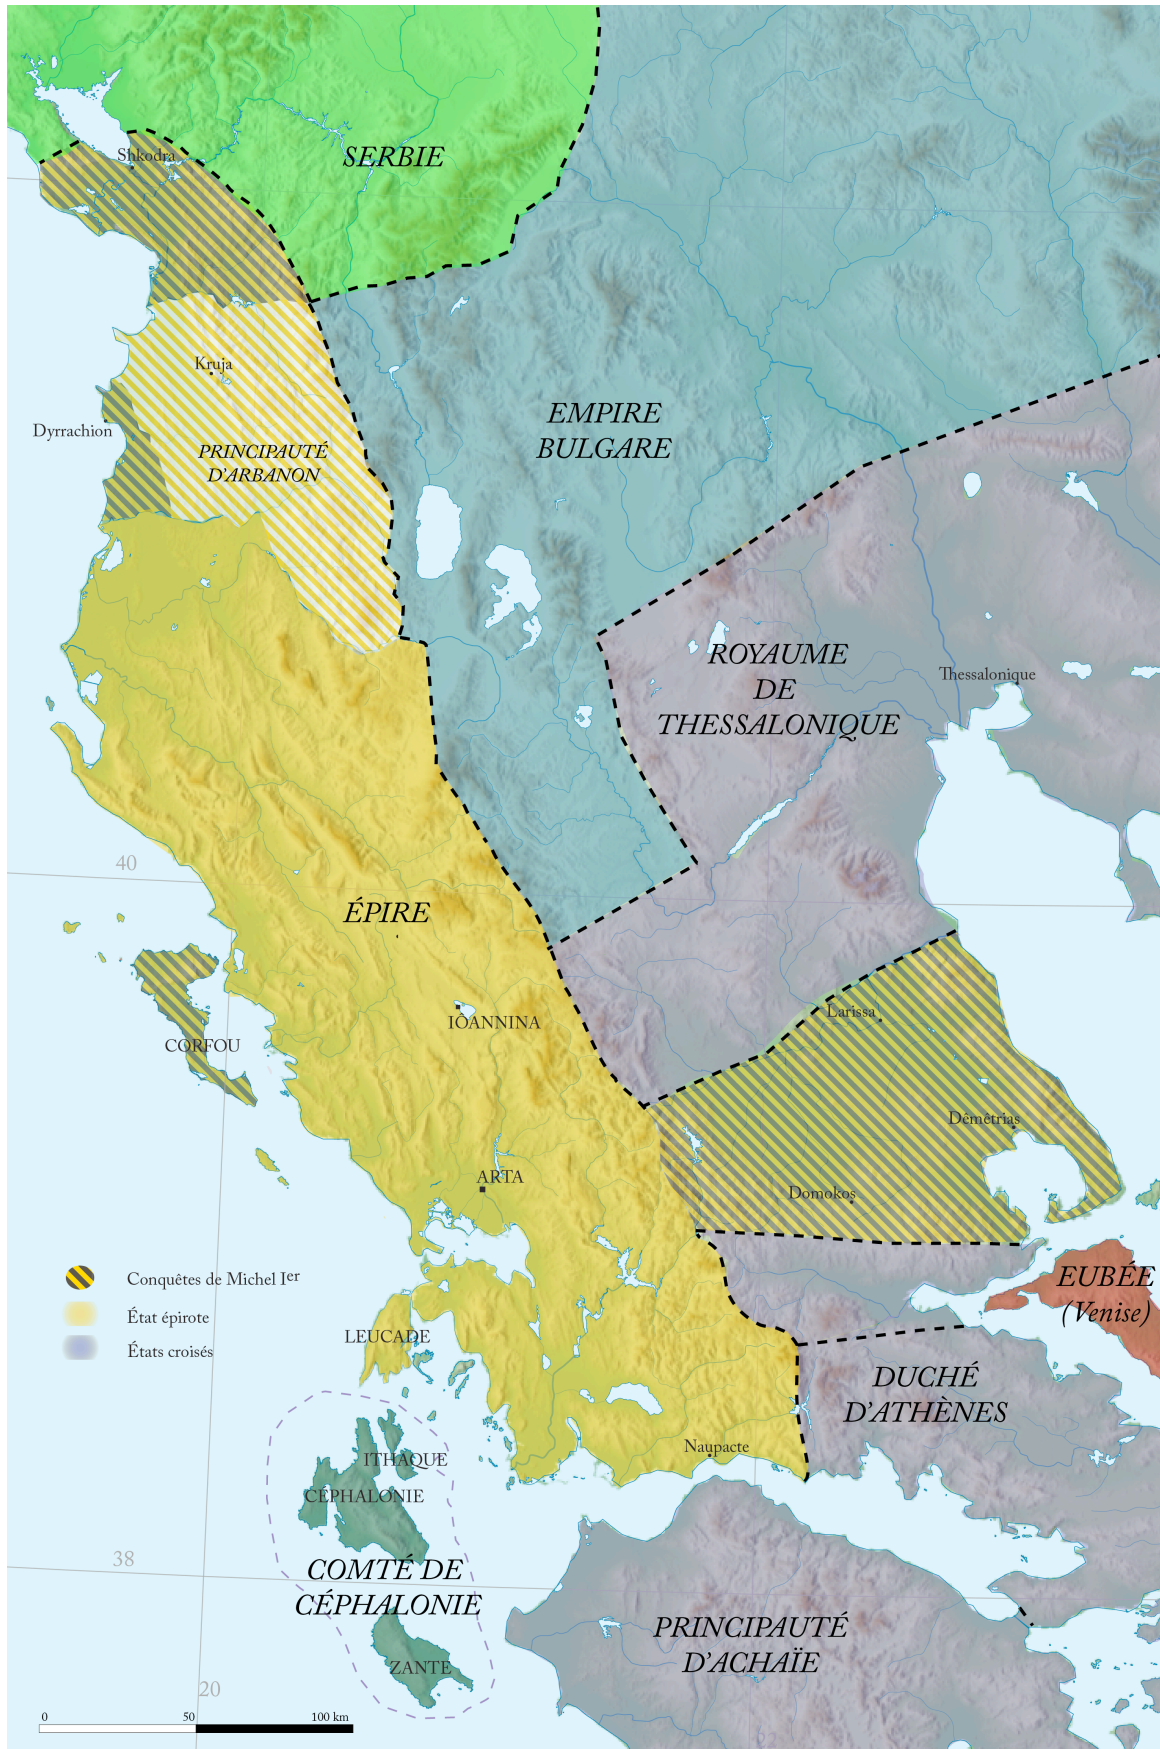 Shkodra
SERBIE
Kruja
Dyrrachion
PRINCIPAUTÉ
D'ARBANON
EMPIRE
BULGARE
ROYAUME
DE
THESSALONIQUE
Thessalonique
40
ÉPIRE
IÔANNINA
CORFOU
Larissa
Dêmêtrias
Domokos
ARTA
Conquêtes de Michel Ier
État épirote
États croisés
LEUCADE
EUBÉE
(Venise)
DUCHÉ
D'ATHÈNES
Naupacte
ITHAQUE
CÉPHALONIE
COMTÉ DE
CÉPHALONIE
38
ZANTE
PRINCIPAUTÉ
D'ACHAÏE
20
0 50 100 km